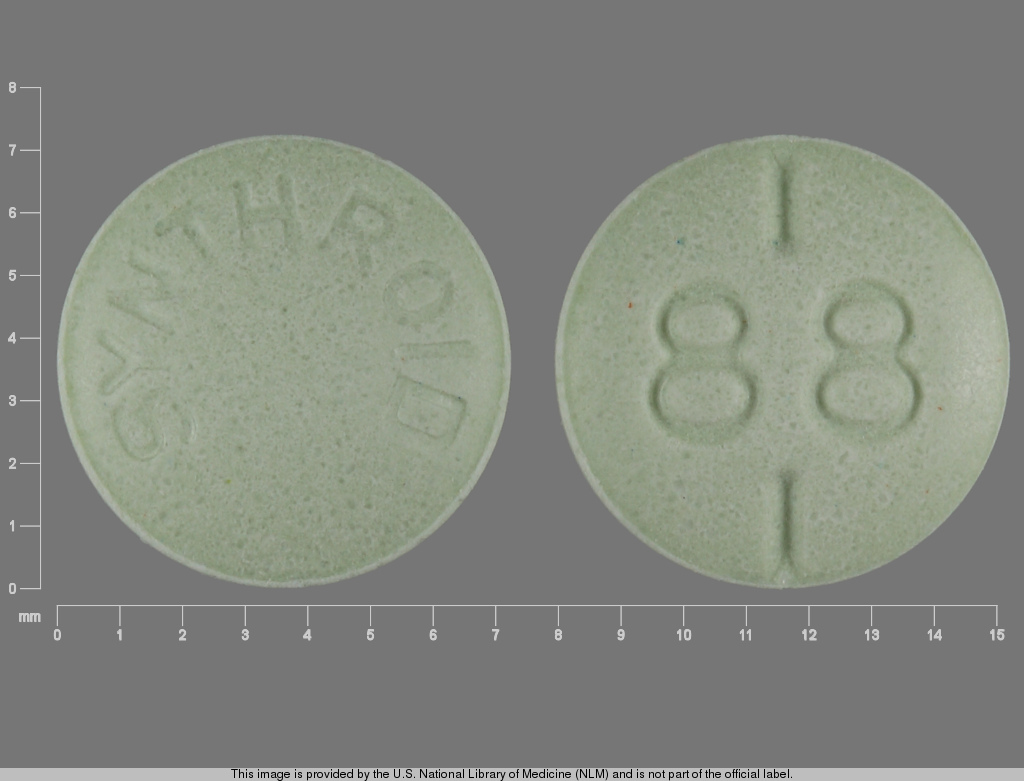 8
7
6
5
4
3
2
1
0
mm
SYNTHROID
88
0 1 2 3 4 5 6 7 8 9 10 11 12 13 14 15
This image is provided by the U.S. National Library of Medicine (NLM) and is not part of the official label.